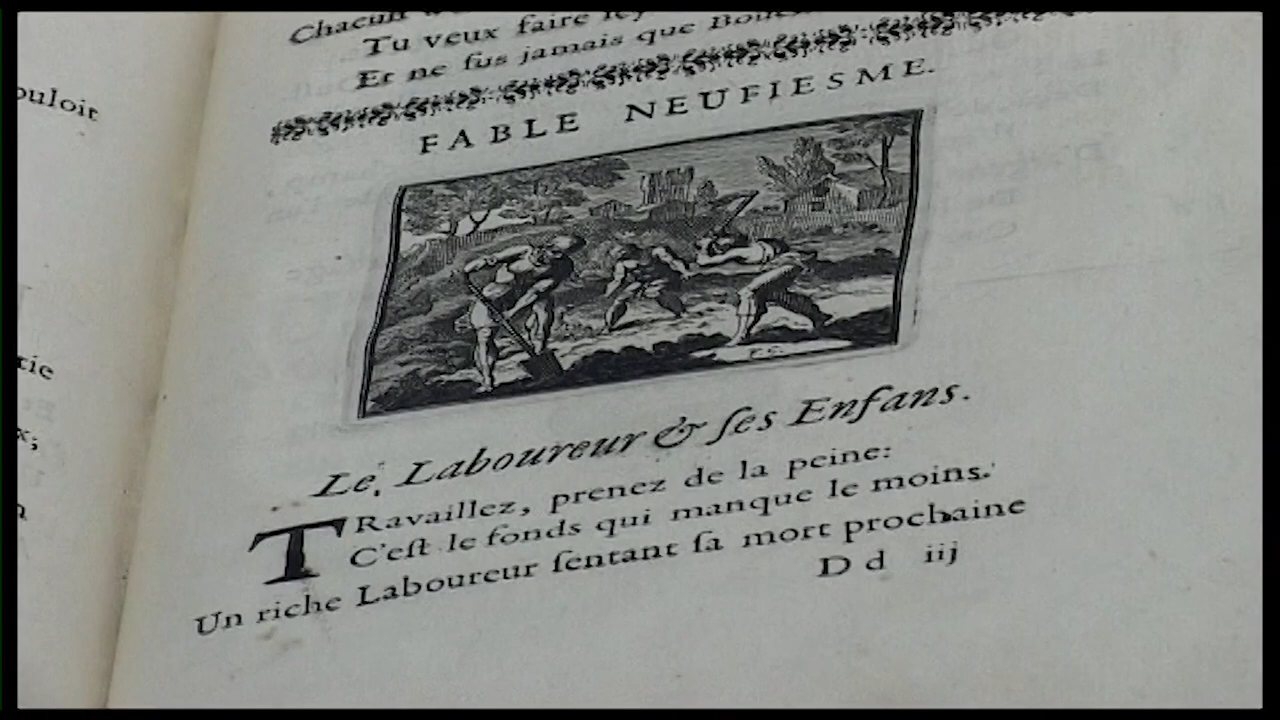 Tu veux faire
Et ne fus jamais que
FABLE NEUFIESME.
Le Laboureur & ſes Enfans.
TRavaillez, prenez de la peine:
C'eſt le fonds qui manque le moins.
Un riche Laboureur ſentant ſa mort prochaine
D d iij